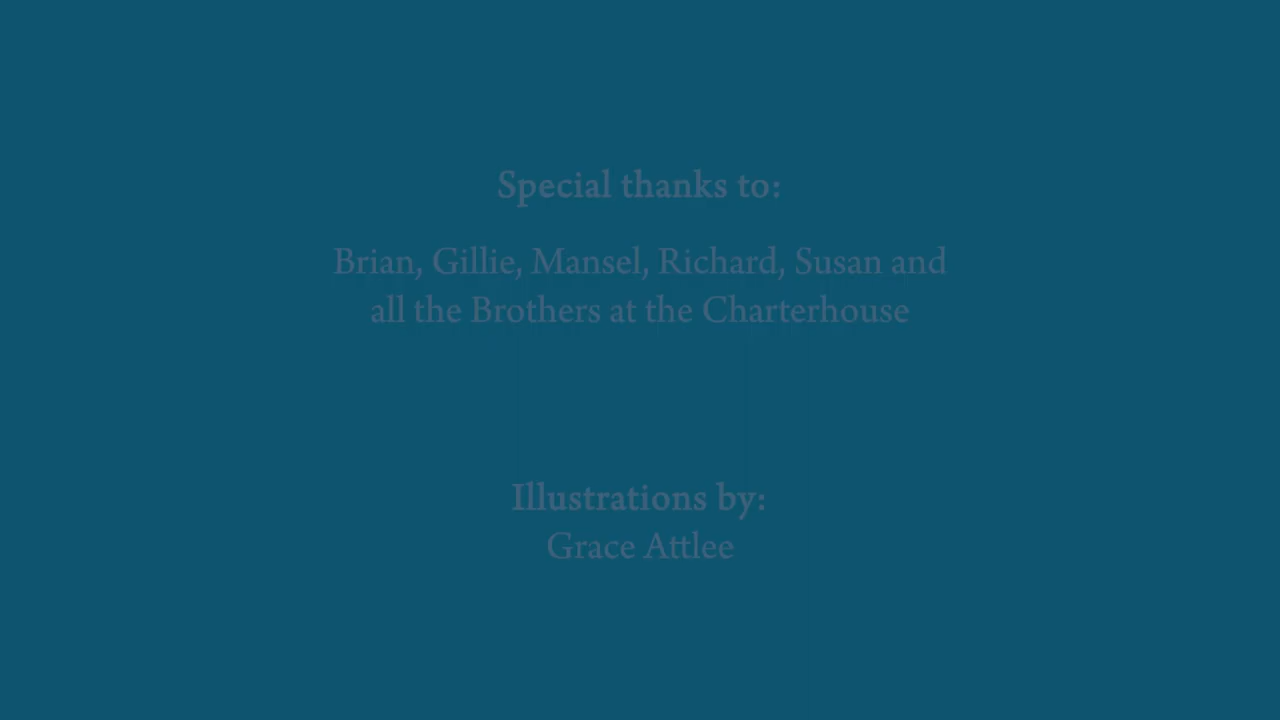 Special thanks to:
Brian, Gillie, Mansel, Richard, Susan and
all the Brothers at the Charterhouse
Illustrations by:
Grace Attlee